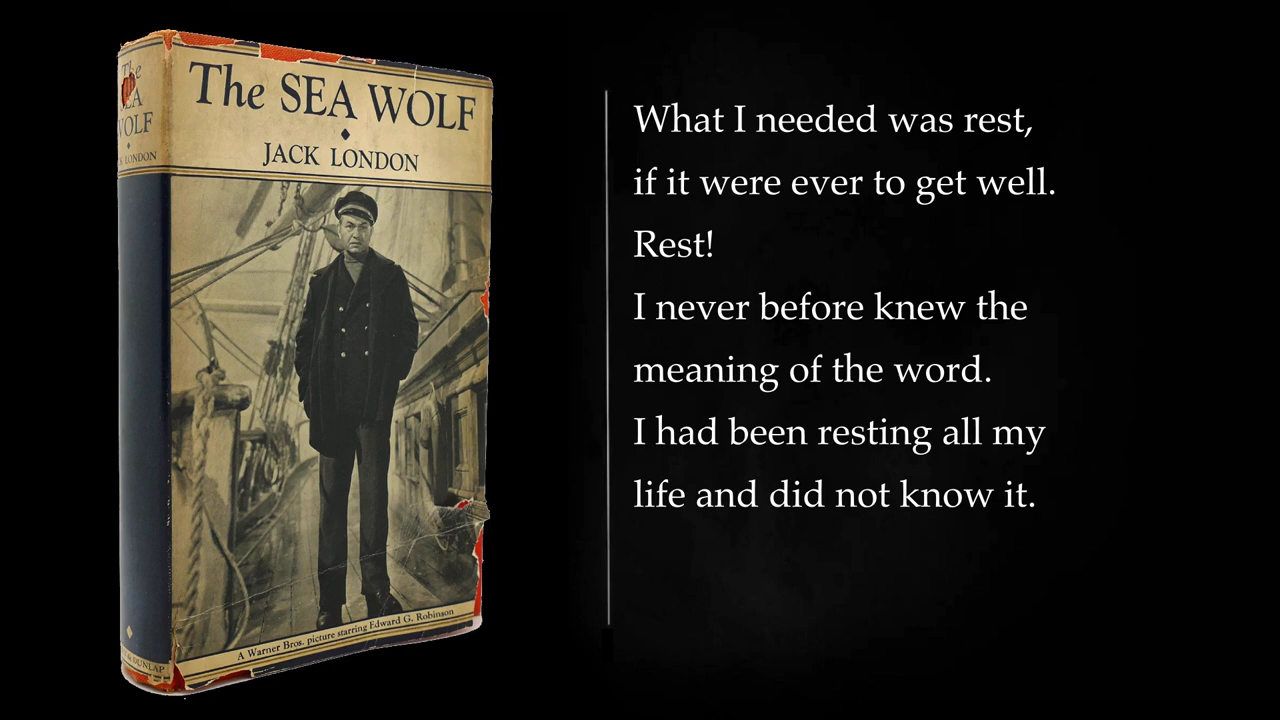 The SEA WOLF
JACK LONDON
A Warner Bros. picture starring Edward G. Robinson
The
SEA
WOLF
LONDON
DUNLAP
What I needed was rest,
if it were ever to get well.
Rest!
I never before knew the
meaning of the word.
I had been resting all my
life and did not know it.